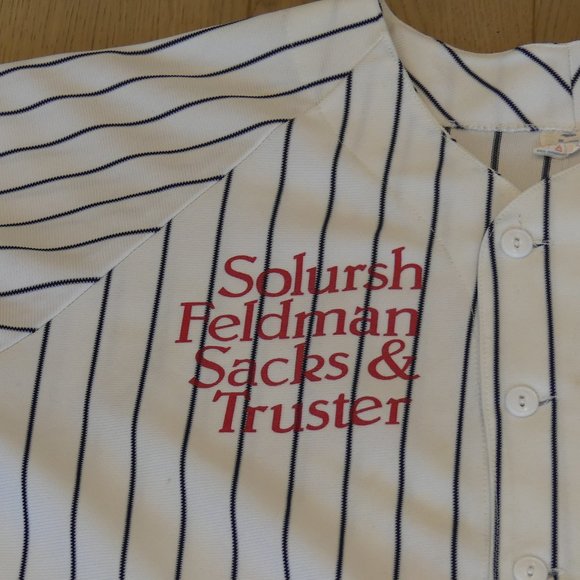 Solursh
Feldman
Sacks &
Truster